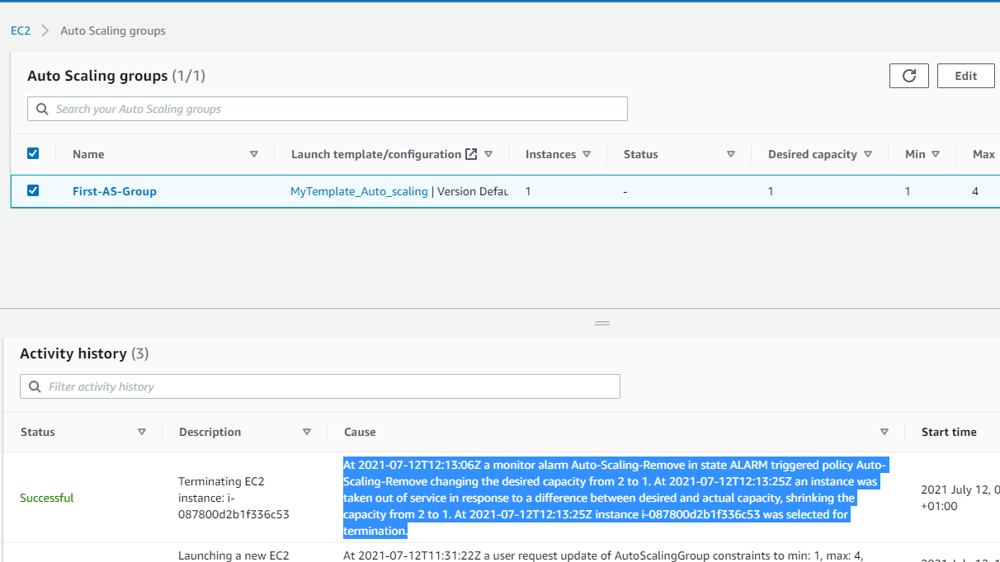 EC2 > Auto Scaling groups
Auto Scaling groups (1/1)
Edit
Search your Auto Scaling groups
Name Launch template/configuration Instances Status Desired capacity Min Max
First-AS-Group MyTemplate_Auto_scaling | Version Defau 1 - 1 1 4
Activity history (3)
Filter activity history
Status Description Cause Start time
Successful
Terminating EC2
instance: i-
087800d2b1f336c53
At 2021-07-12T12:13:06Z a monitor alarm Auto-Scaling-Remove in state ALARM triggered policy Auto-
Scaling-Remove changing the desired capacity from 2 to 1. At 2021-07-12T12:13:25Z an instance was
taken out of service in response to a difference between desired and actual capacity, shrinking the
capacity from 2 to 1. At 2021-07-12T12:13:25Z instance i-087800d2b1f336c53 was selected for
termination.
2021 July 12, 0
+01:00
Launching a new EC2
At 2021-07-12T11:31:22Z a user request update of AutoScalingGroup constraints to min: 1, max: 4,